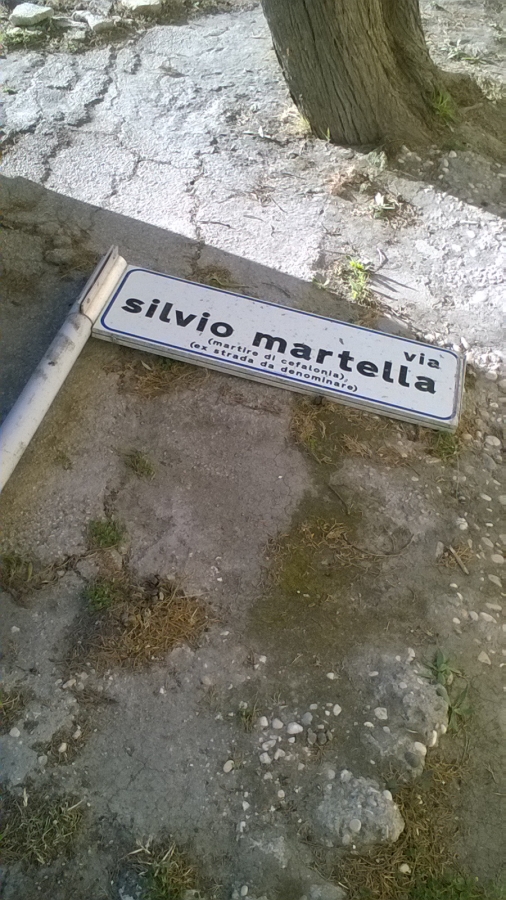 via
silvio martella
(martire di cefalonia)
(ex strada da denominare)